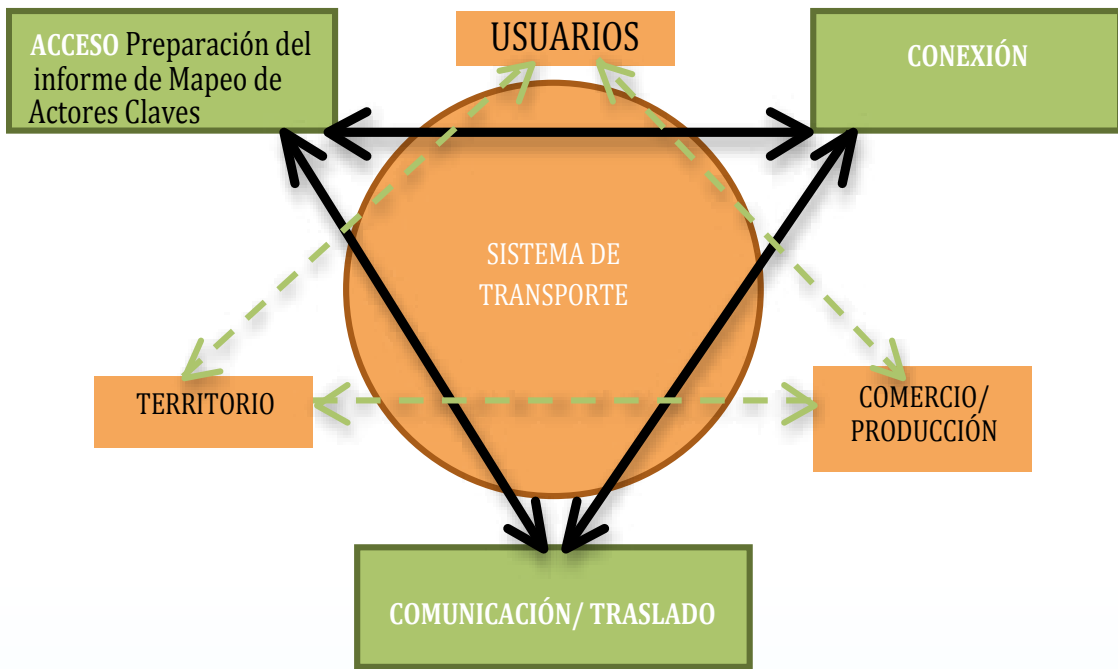 ACCESO Preparación del
informe de Mapeo de
Actores Claves
USUARIOS
CONEXIÓN
SISTEMA DE
TRANSPORTE
TERRITORIO
COMERCIO/
PRODUCCIÓN
COMUNICACIÓN/ TRASLADO